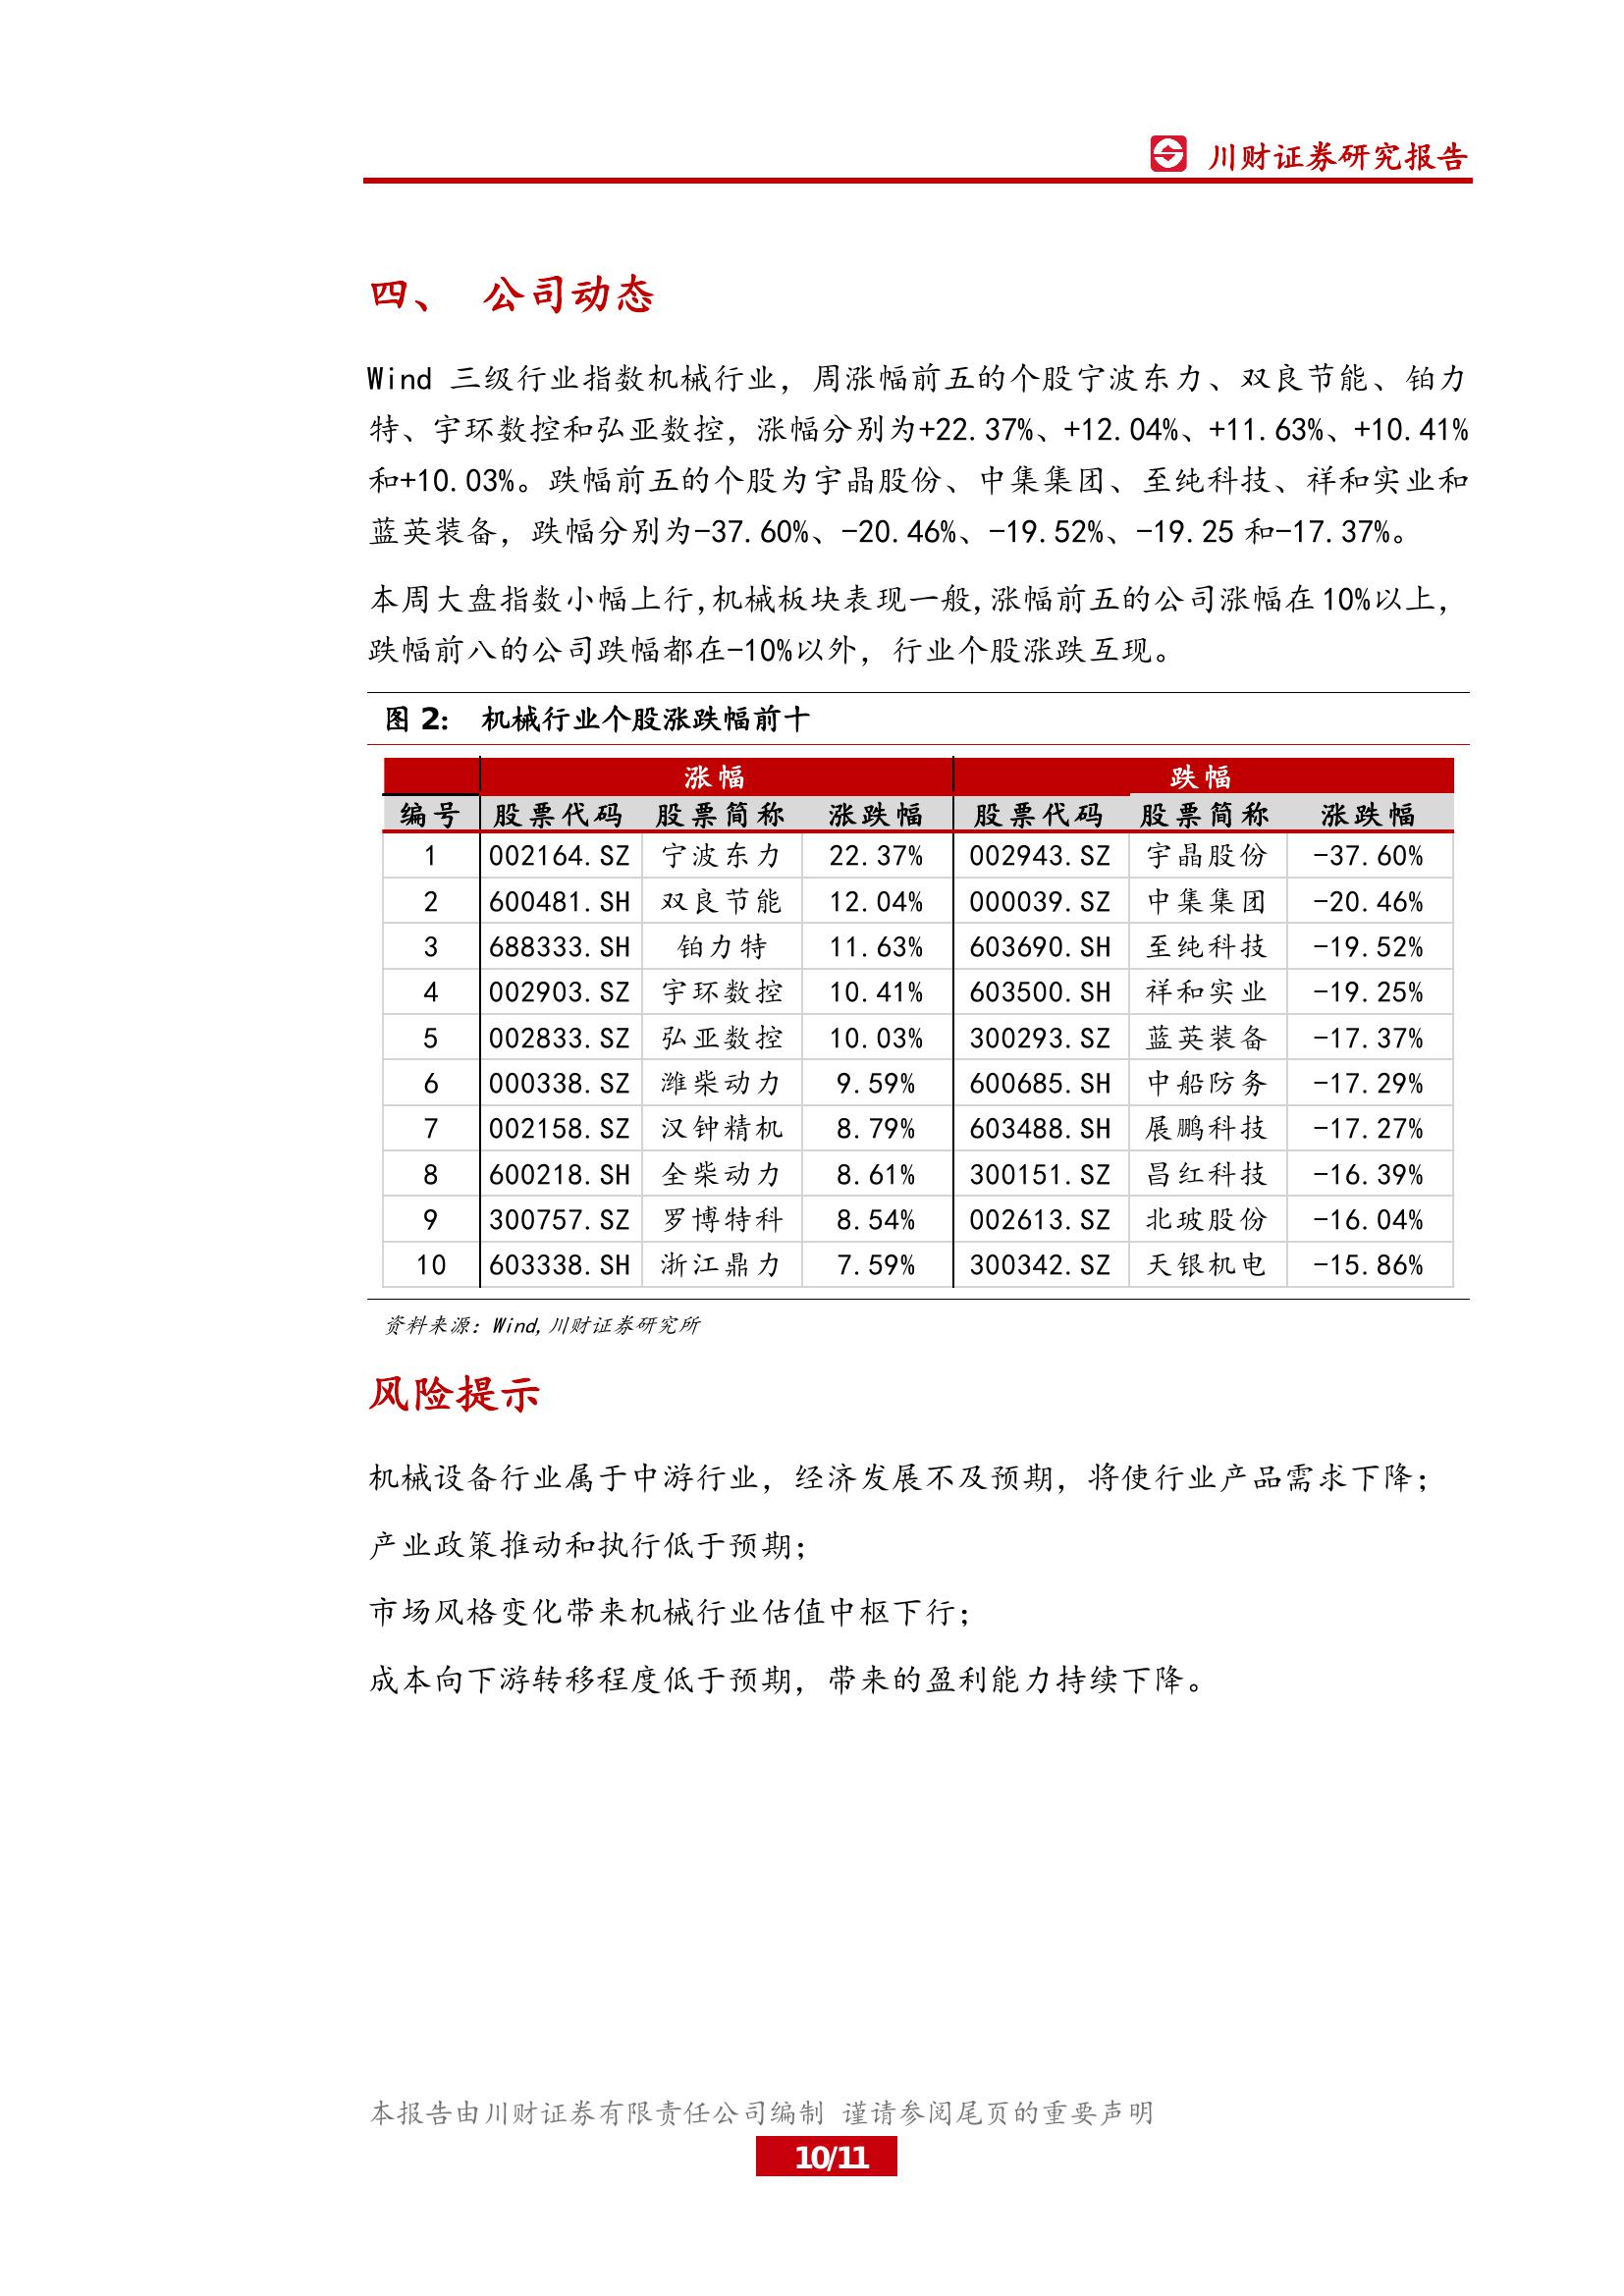 川财证券研究报告
四、 公司动态
Wind 三级行业指数机械行业，周涨幅前五的个股宁波东力、双良节能、铂力
特、宇环数控和弘亚数控，涨幅分别为+22.37%、+12.04%、+11.63%、+10.41%
和+10.03%。跌幅前五的个股为宇晶股份、中集集团、至纯科技、祥和实业和
蓝英装备，跌幅分别为-37.60%、-20.46%、-19.52%、-19.25 和-17.37%。
本周大盘指数小幅上行,机械板块表现一般,涨幅前五的公司涨幅在 10%以上，
跌幅前八的公司跌幅都在-10%以外，行业个股涨跌互现。
图 2: 机械行业个股涨跌幅前十
涨幅 跌幅
编号 股票代码 股票简称 涨跌幅 股票代码 股票简称 涨跌幅
1 002164.SZ 宁波东力 22.37% 002943.SZ 宇晶股份 -37.60%
2 600481.SH 双良节能 12.04% 000039.SZ 中集集团 -20.46%
3 688333.SH 铂力特 11.63% 603690.SH 至纯科技 -19.52%
4 002903.SZ 宇环数控 10.41% 603500.SH 祥和实业 -19.25%
5 002833.SZ 弘亚数控 10.03% 300293.SZ 蓝英装备 -17.37%
6 000338.SZ 潍柴动力 9.59% 600685.SH 中船防务 -17.29%
7 002158.SZ 汉钟精机 8.79% 603488.SH 展鹏科技 -17.27%
8 600218.SH 全柴动力 8.61% 300151.SZ 昌红科技 -16.39%
9 300757.SZ 罗博特科 8.54% 002613.SZ 北玻股份 -16.04%
10 603338.SH 浙江鼎力 7.59% 300342.SZ 天银机电 -15.86%
资料来源：Wind,川财证券研究所
风险提示
机械设备行业属于中游行业，经济发展不及预期，将使行业产品需求下降；
产业政策推动和执行低于预期；
市场风格变化带来机械行业估值中枢下行；
成本向下游转移程度低于预期，带来的盈利能力持续下降。
本报告由川财证券有限责任公司编制 谨请参阅尾页的重要声明
10/11